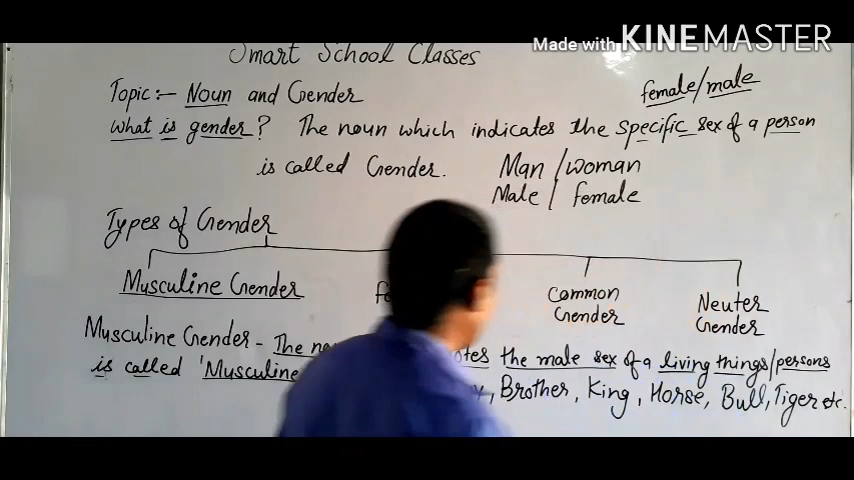 Made with KINEMASTER
Smart School Classes
Topic:- Noun and Gender
female/male
What is gender? The noun which indicates the specific sex of a person
is called Gender. Man/woman
Male/female
Types of Gender
Musculine Gender
Common
Gender
Neuter
Gender
Musculine Gender - The the male sex of a living things/persons
is called 'Musculine
Brother, King, Horse, Bull, Tiger etc.